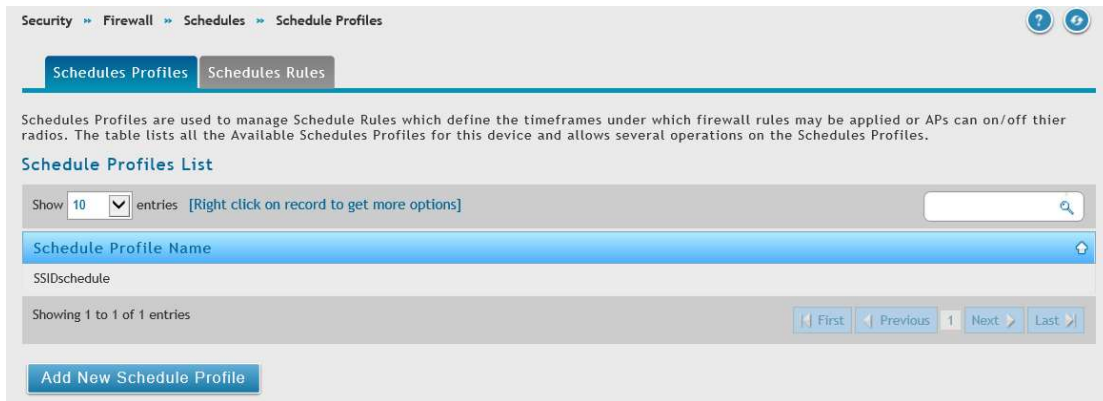 Security » Firewall » Schedules » Schedule Profiles
?
Schedules Profiles Schedules Rules
Schedules Profiles are used to manage Schedule Rules which define the timeframes under which firewall rules may be applied or APs can on/off thier
radios. The table lists all the Available Schedules Profiles for this device and allows several operations on the Schedules Profiles.
Schedule Profiles List
Show 10 entries [Right click on record to get more options]
Schedule Profile Name
SSIDschedule
Showing 1 to 1 of 1 entries First Previous 1 Next Last
Add New Schedule Profile